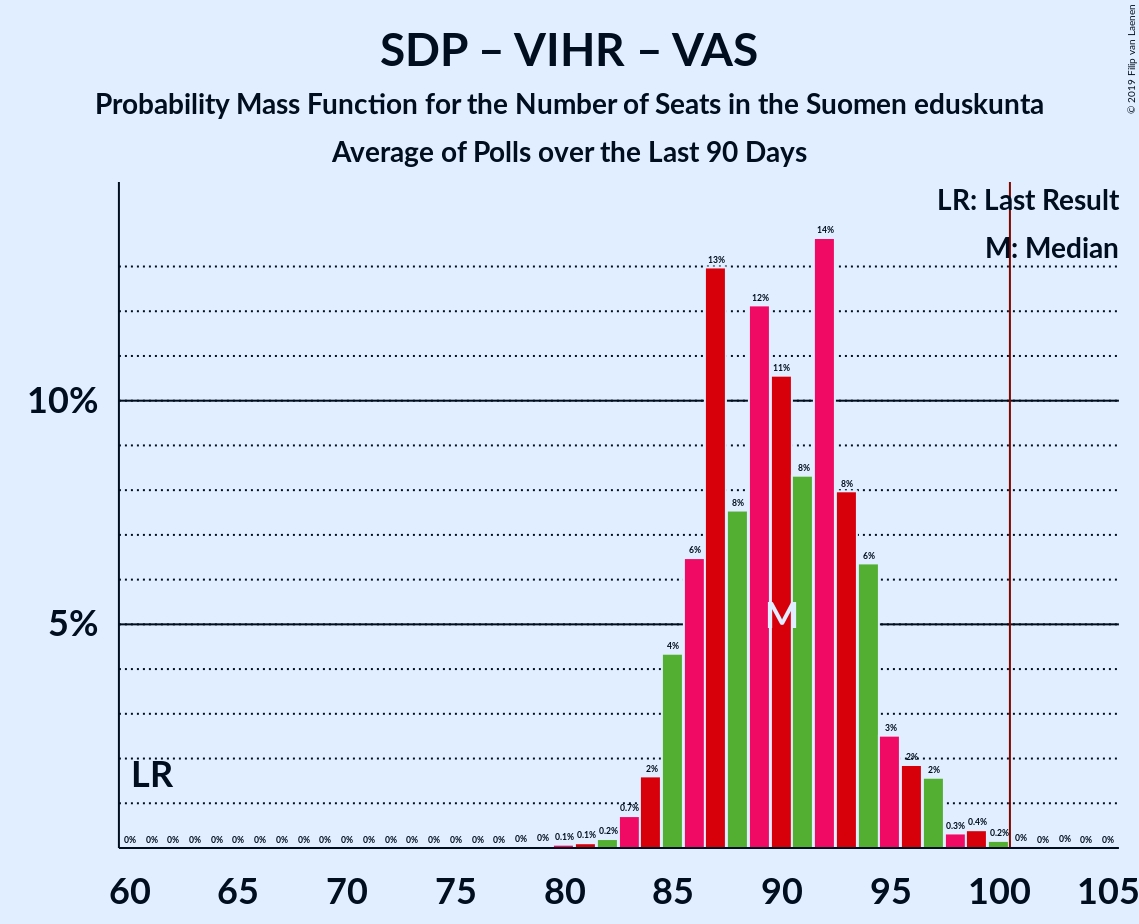 SDP – VIHR – VAS
Probability Mass Function for the Number of Seats in the Suomen eduskunta
Average of Polls over the Last 90 Days
© 2019 Filip van Laenen
LR: Last Result
M: Median
14%
13%
12%
11%
10%
8%
8%
8%
6%
6%
M
5%
4%
3%
LR
2%
2%
2%
0.7%
0% 0% 0% 0% 0% 0% 0% 0% 0% 0% 0% 0% 0% 0% 0% 0% 0% 0% 0% 0% 0.1% 0.1% 0.2% 0.3% 0.4% 0.2% 0% 0% 0% 0% 0%
60 65 70 75 80 85 90 95 100 105